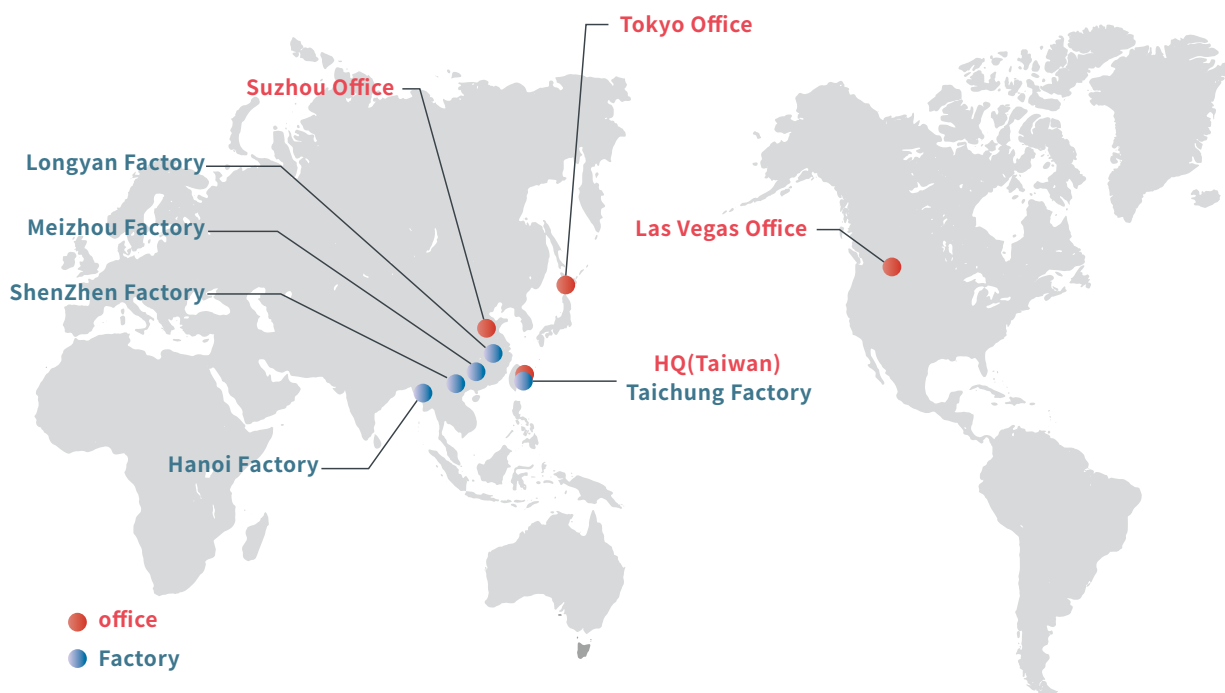 Tokyo Office
Suzhou Office
Longyan Factory
Meizhou Factory
Las Vegas Office
ShenZhen Factory
HQ(Taiwan)
Taichung Factory
Hanoi Factory
office
Factory